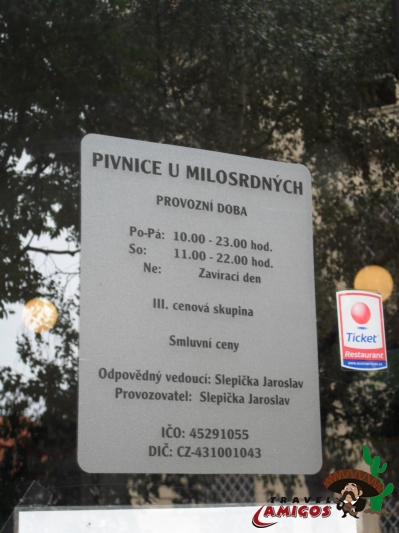 PIVNICE U MILOSRDNÝCH
PROVOZNÍ DOBA
Po-Pá: 10.00 - 23.00 hod.
So: 11.00 - 22.00 hod.
Ne: Zavírací den
III. cenová skupina
Smluvní ceny
Odpovědný vedoucí: Slepička Jaroslav
Provozovatel: Slepička Jaroslav
IČO: 45291055
DIČ: CZ-431001043
Ticket
Restaurant
TRAVEL
AMIGOS